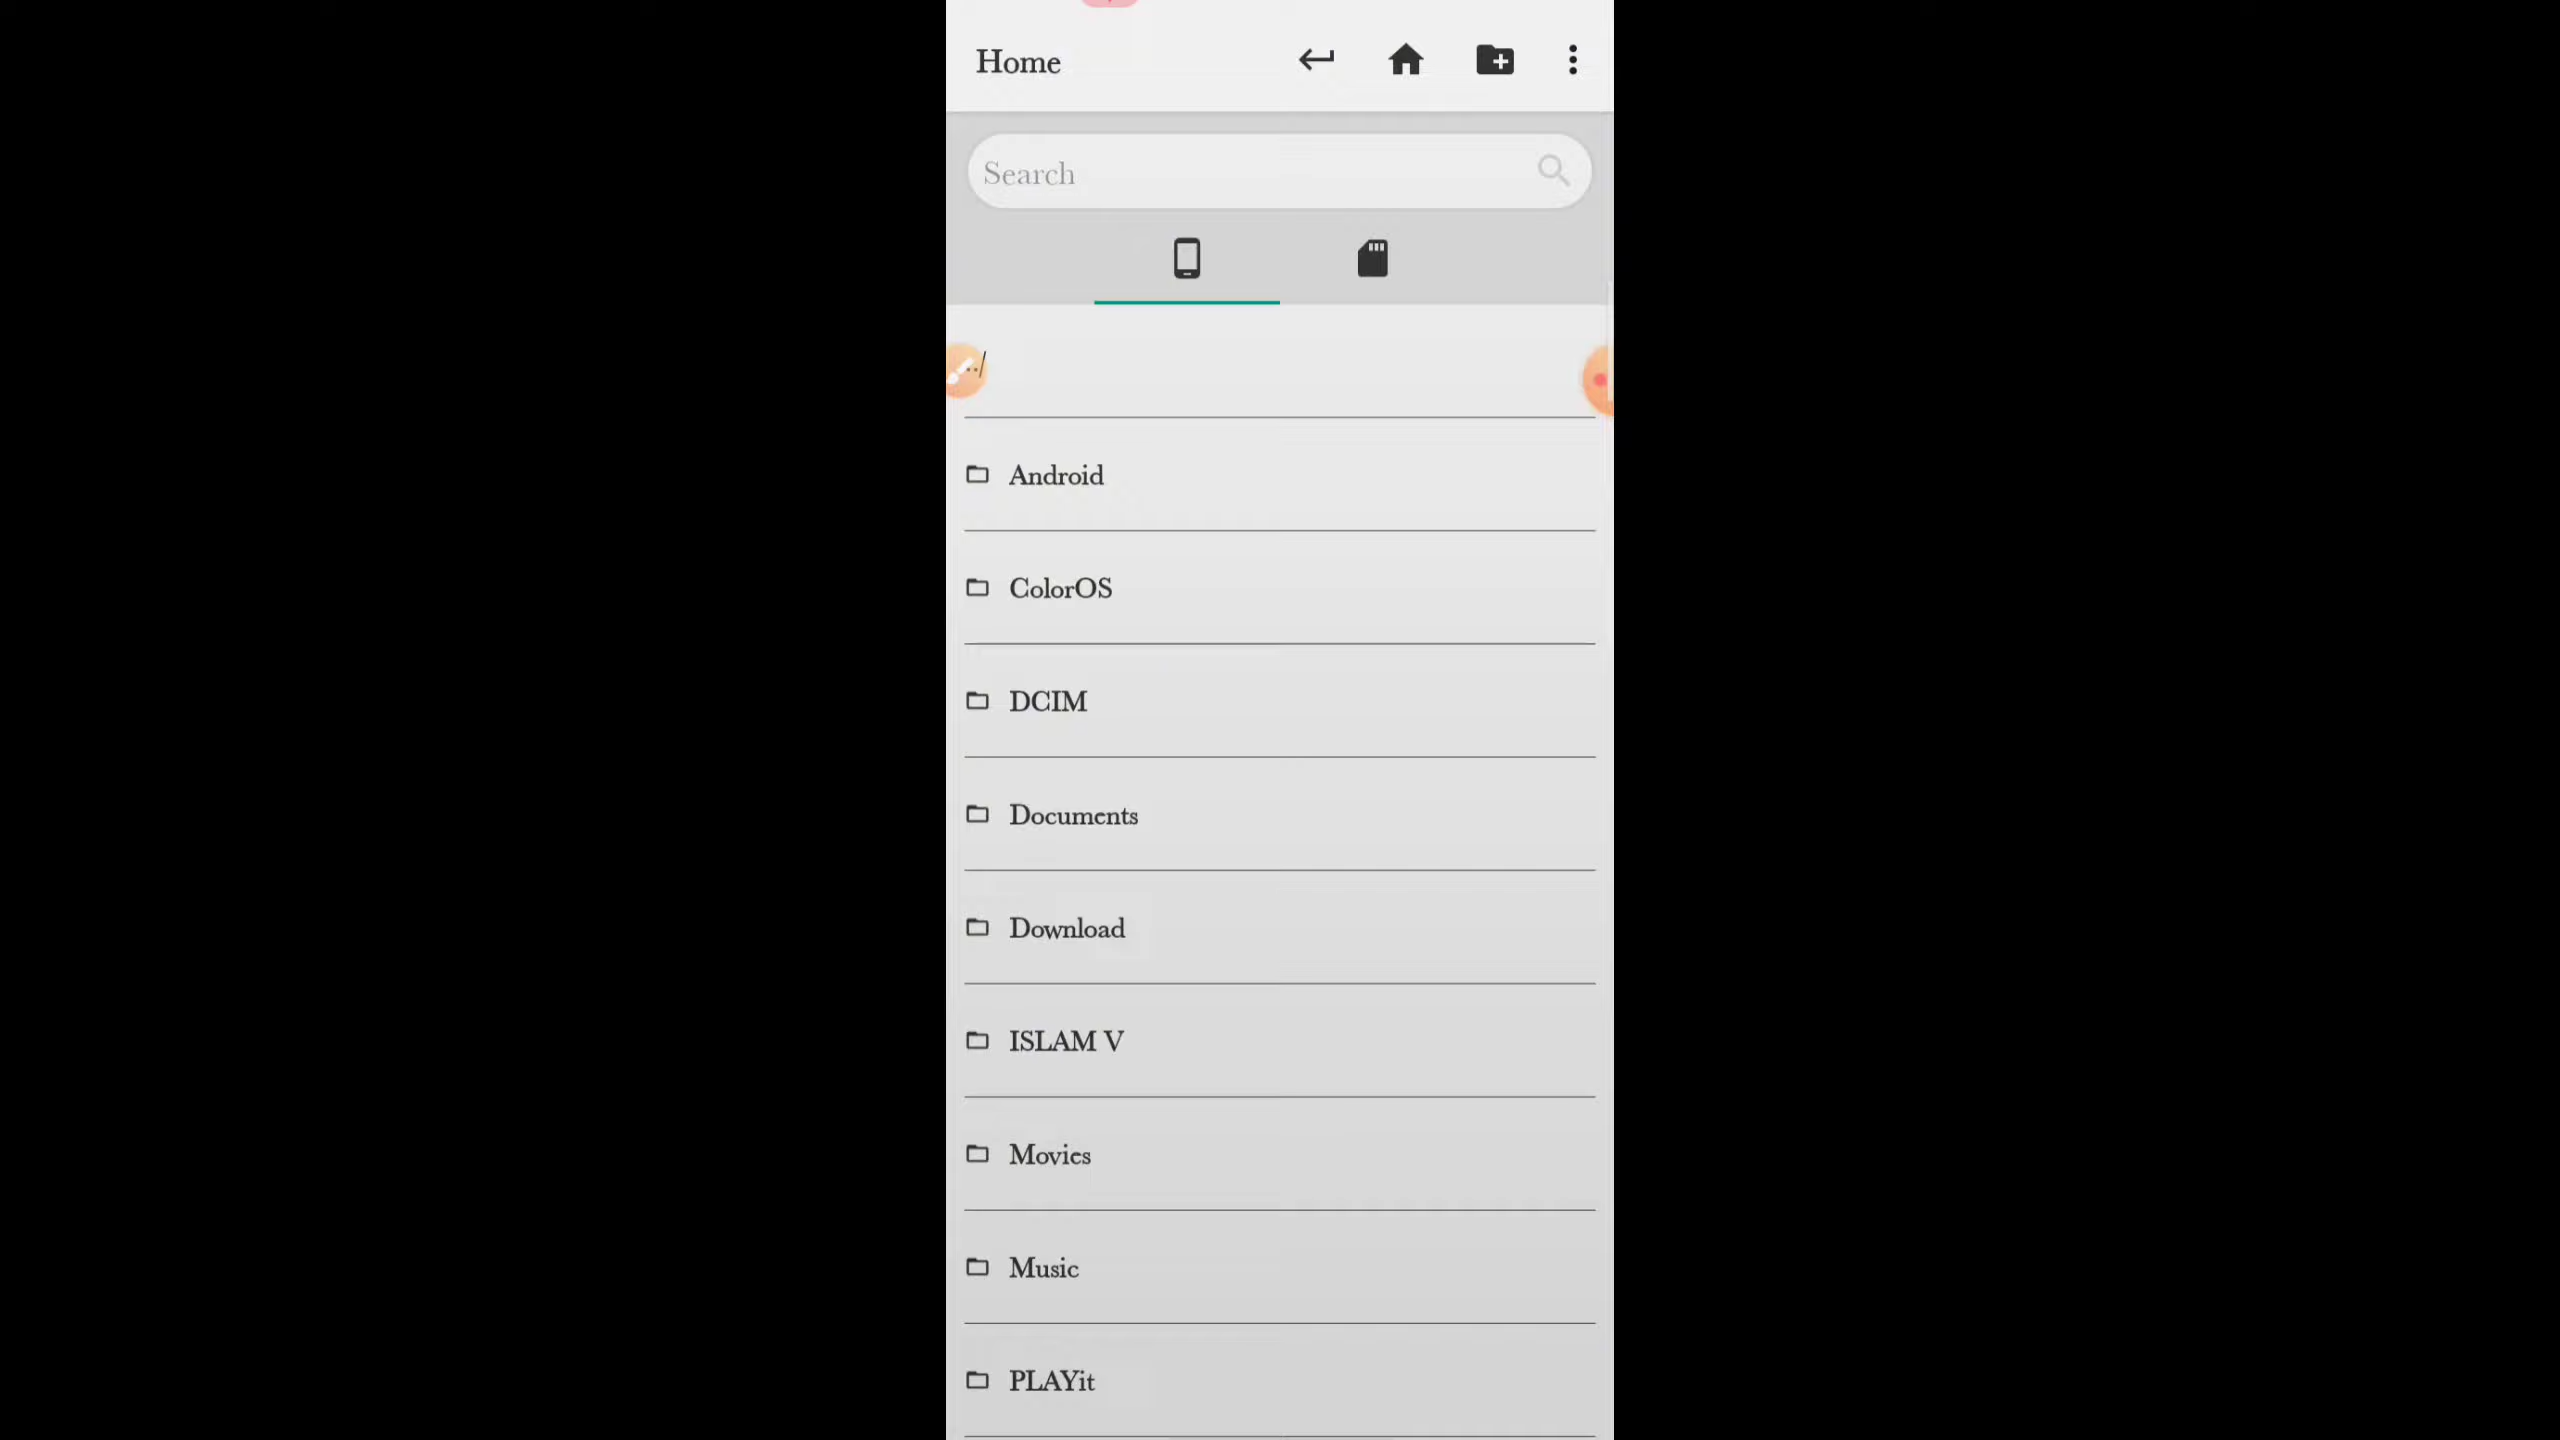 Home
Search
../
Android
ColorOS
DCIM
Documents
Download
ISLAM V
Movies
Music
PLAYit